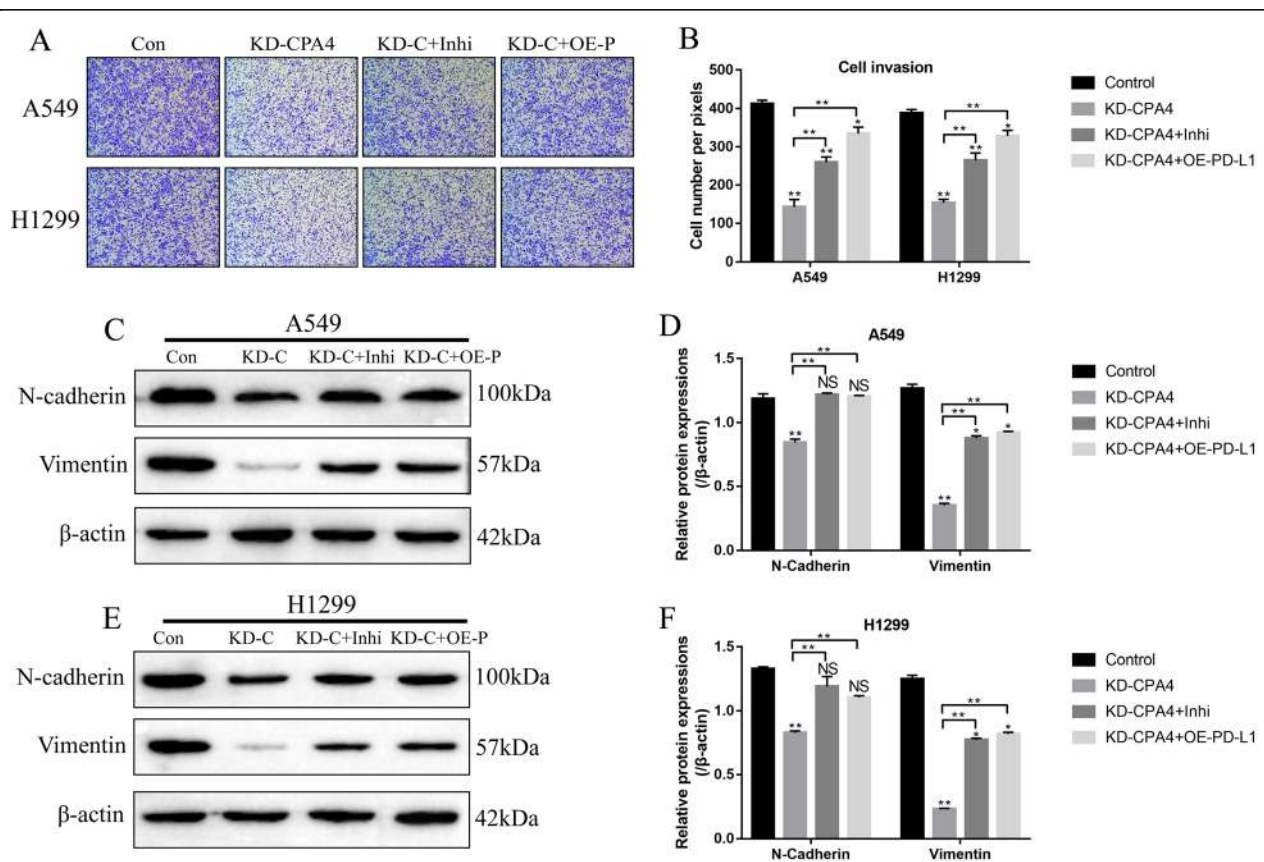 A
Con KD-CPA4 KD-C+Inhi KD-C+OE-P
A549
H1299
B
Cell invasion
Cell number per pixels
500
400
300
200
100
0
** ** * ** **
** ** * ** **
A549 H1299
Control
KD-CPA4
KD-CPA4+Inhi
KD-CPA4+OE-PD-L1
C
A549
Con KD-C KD-C+Inhi KD-C+OE-P
N-cadherin 100kDa
Vimentin 57kDa
β-actin 42kDa
D
A549
Relative protein expressions
(/β-actin)
1.5
1.0
0.5
0.0
** ** NS NS **
** ** * * **
N-Cadherin Vimentin
Control
KD-CPA4
KD-CPA4+Inhi
KD-CPA4+OE-PD-L1
E
H1299
Con KD-C KD-C+Inhi KD-C+OE-P
N-cadherin 100kDa
Vimentin 57kDa
β-actin 42kDa
F
H1299
Relative protein expressions
(/β-actin)
1.5
1.0
0.5
0.0
** ** NS NS **
** ** * * **
N-Cadherin Vimentin
Control
KD-CPA4
KD-CPA4+Inhi
KD-CPA4+OE-PD-L1